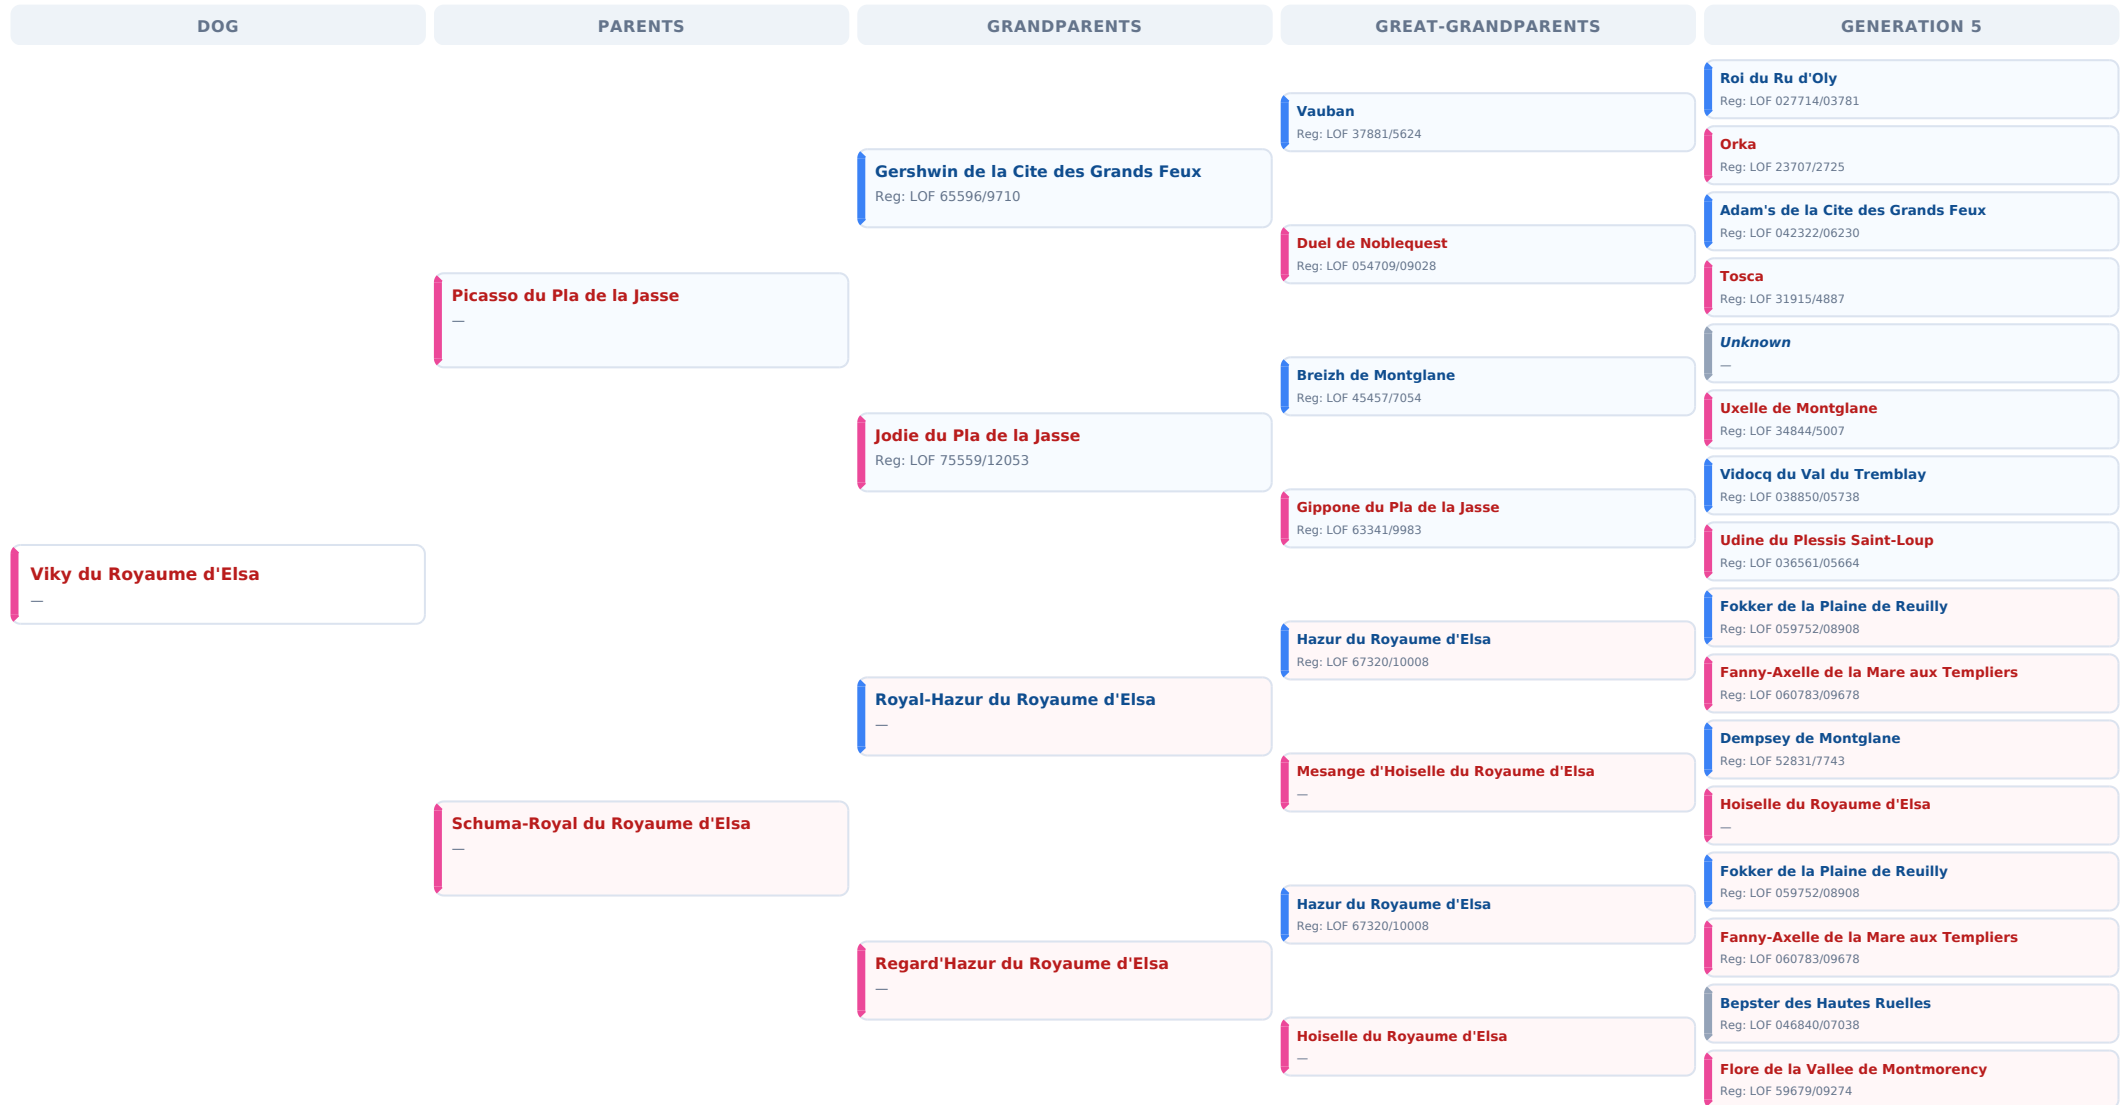 DOG
PARENTS
GRANDPARENTS
GREAT-GRANDPARENTS
GENERATION 5
Viky du Royaume d'Elsa
—
Picasso du Pla de la Jasse
—
Schuma-Royal du Royaume d'Elsa
—
Gershwin de la Cite des Grands Feux
Reg: LOF 65596/9710
Jodie du Pla de la Jasse
Reg: LOF 75559/12053
Royal-Hazur du Royaume d'Elsa
—
Regard'Hazur du Royaume d'Elsa
—
Vauban
Reg: LOF 37881/5624
Duel de Noblequest
Reg: LOF 054709/09028
Breizh de Montglane
Reg: LOF 45457/7054
Gippone du Pla de la Jasse
Reg: LOF 63341/9983
Hazur du Royaume d'Elsa
Reg: LOF 67320/10008
Mesange d'Hoiselle du Royaume d'Elsa
—
Hazur du Royaume d'Elsa
Reg: LOF 67320/10008
Hoiselle du Royaume d'Elsa
—
Roi du Ru d'Oly
Reg: LOF 027714/03781
Orka
Reg: LOF 23707/2725
Adam's de la Cite des Grands Feux
Reg: LOF 042322/06230
Tosca
Reg: LOF 31915/4887
Unknown
—
Uxelle de Montglane
Reg: LOF 34844/5007
Vidocq du Val du Tremblay
Reg: LOF 038850/05738
Udine du Plessis Saint-Loup
Reg: LOF 036561/05664
Fokker de la Plaine de Reuilly
Reg: LOF 059752/08908
Fanny-Axelle de la Mare aux Templiers
Reg: LOF 060783/09678
Dempsey de Montglane
Reg: LOF 52831/7743
Hoiselle du Royaume d'Elsa
—
Fokker de la Plaine de Reuilly
Reg: LOF 059752/08908
Fanny-Axelle de la Mare aux Templiers
Reg: LOF 060783/09678
Bepster des Hautes Ruelles
Reg: LOF 046840/07038
Flore de la Vallee de Montmorency
Reg: LOF 59679/09274